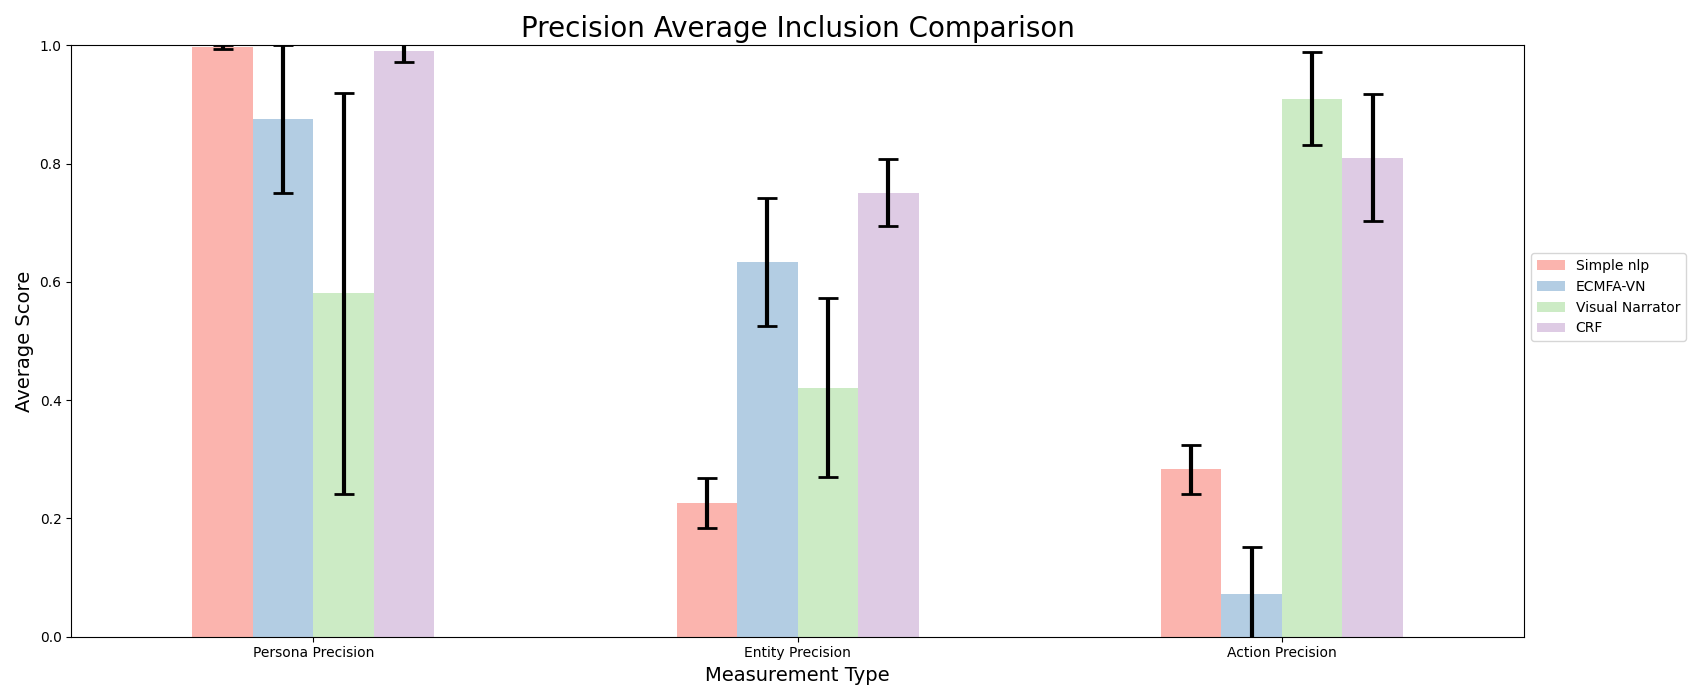 Precision Average Inclusion Comparison
1.0
0.8
0.6
0.4
0.2
0.0
Average Score
Persona Precision
Entity Precision
Action Precision
Measurement Type
Simple nlp
ECMFA-VN
Visual Narrator
CRF